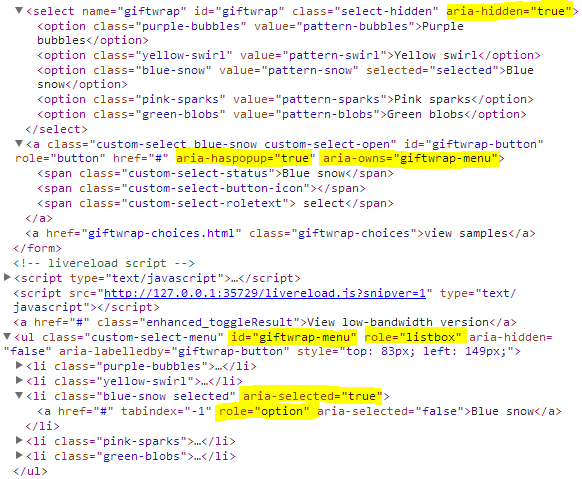 ▼<select name="giftwrap" id="giftwrap" class="select-hidden" aria-hidden="true">
<option class="purple-bubbles" value="pattern-bubbles">Purple
bubbles</option>
<option class="yellow-swirl" value="pattern-swirl">Yellow swirl</option>
<option class="blue-snow" value="pattern-snow" selected="selected">Blue
snow</option>
<option class="pink-sparks" value="pattern-sparks">Pink sparks</option>
<option class="green-blobs" value="pattern-blobs">Green blobs</option>
</select>
▼<a class="custom-select blue-snow custom-select-open" id="giftwrap-button"
role="button" href="#" aria-haspopup="true" aria-owns="giftwrap-menu">
<span class="custom-select-status">Blue snow</span>
<span class="custom-select-button-icon"></span>
<span class="custom-select-roletext"> select</span>
</a>
<a href="giftwrap-choices.html" class="giftwrap-choices">view samples</a>
</form>
<!-- livereload script -->
▶<script type="text/javascript">…</script>
<script src="http://127.0.0.1:35729/livereload.js?snipver=1" type="text/
javascript"></script>
<a href="#" class="enhanced_toggleResult">View low-bandwidth version</a>
▼<ul class="custom-select-menu" id="giftwrap-menu" role="listbox" aria-hidden=
"false" aria-labelledby="giftwrap-button" style="top: 83px; left: 149px;">
▶<li class="purple-bubbles">…</li>
▶<li class="yellow-swirl">…</li>
▼<li class="blue-snow selected" aria-selected="true">
<a href="#" tabindex="-1" role="option" aria-selected="false">Blue snow</a>
</li>
▶<li class="pink-sparks">…</li>
▶<li class="green-blobs">…</li>
</ul>